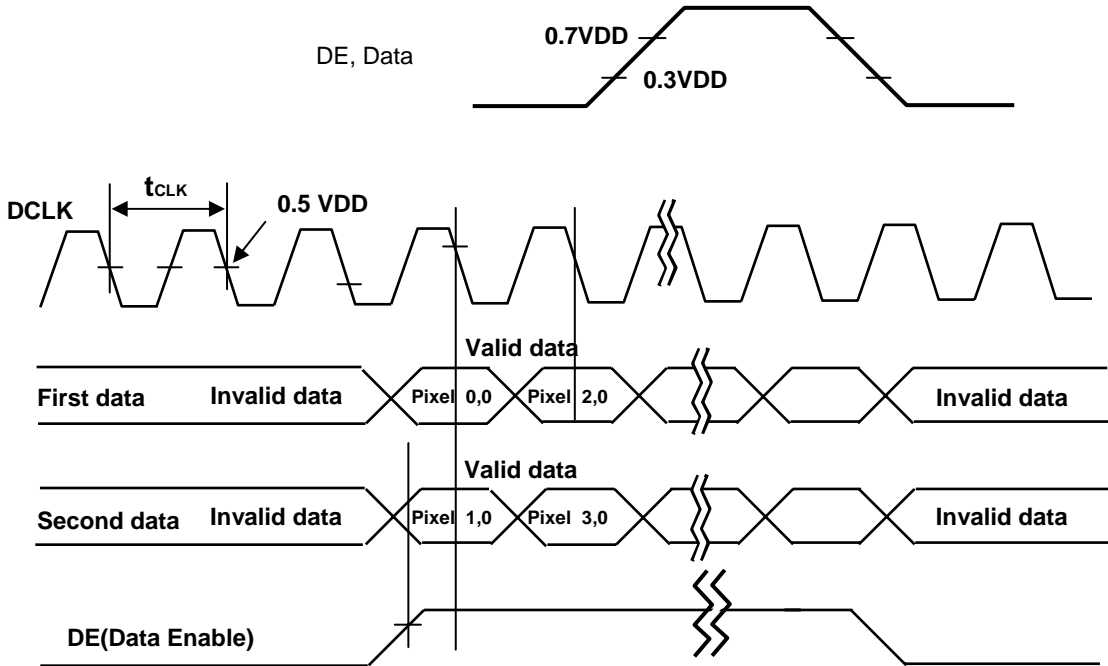 0.7VDD
DE, Data
0.3VDD
tCLK
0.5 VDD
DCLK
Valid data
First data Invalid data Pixel 0,0 Pixel 2,0 Invalid data
Valid data
Second data Invalid data Pixel 1,0 Pixel 3,0 Invalid data
DE(Data Enable)